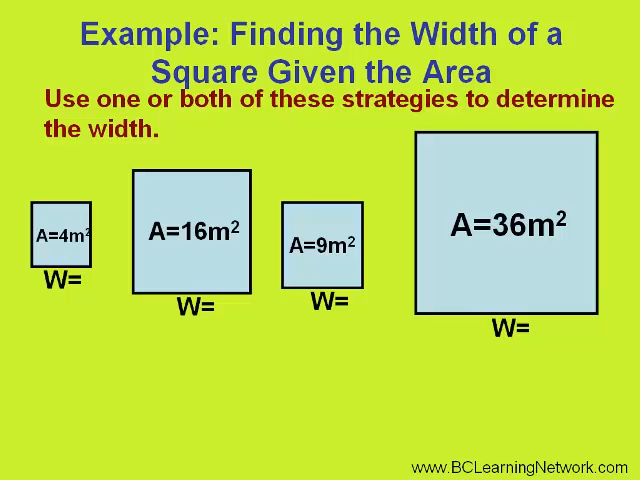 Example: Finding the Width of a
Square Given the Area
Use one or both of these strategies to determine
the width.
A=4m²
W=
A=16m²
W=
A=9m²
W=
A=36m²
W=
www.BCLearningNetwork.com